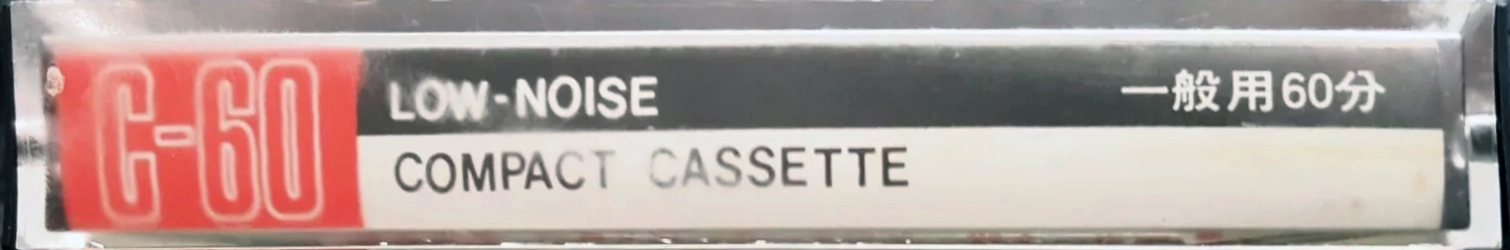 C-60
LOW-NOISE
一般用60分
COMPACT CASSETTE